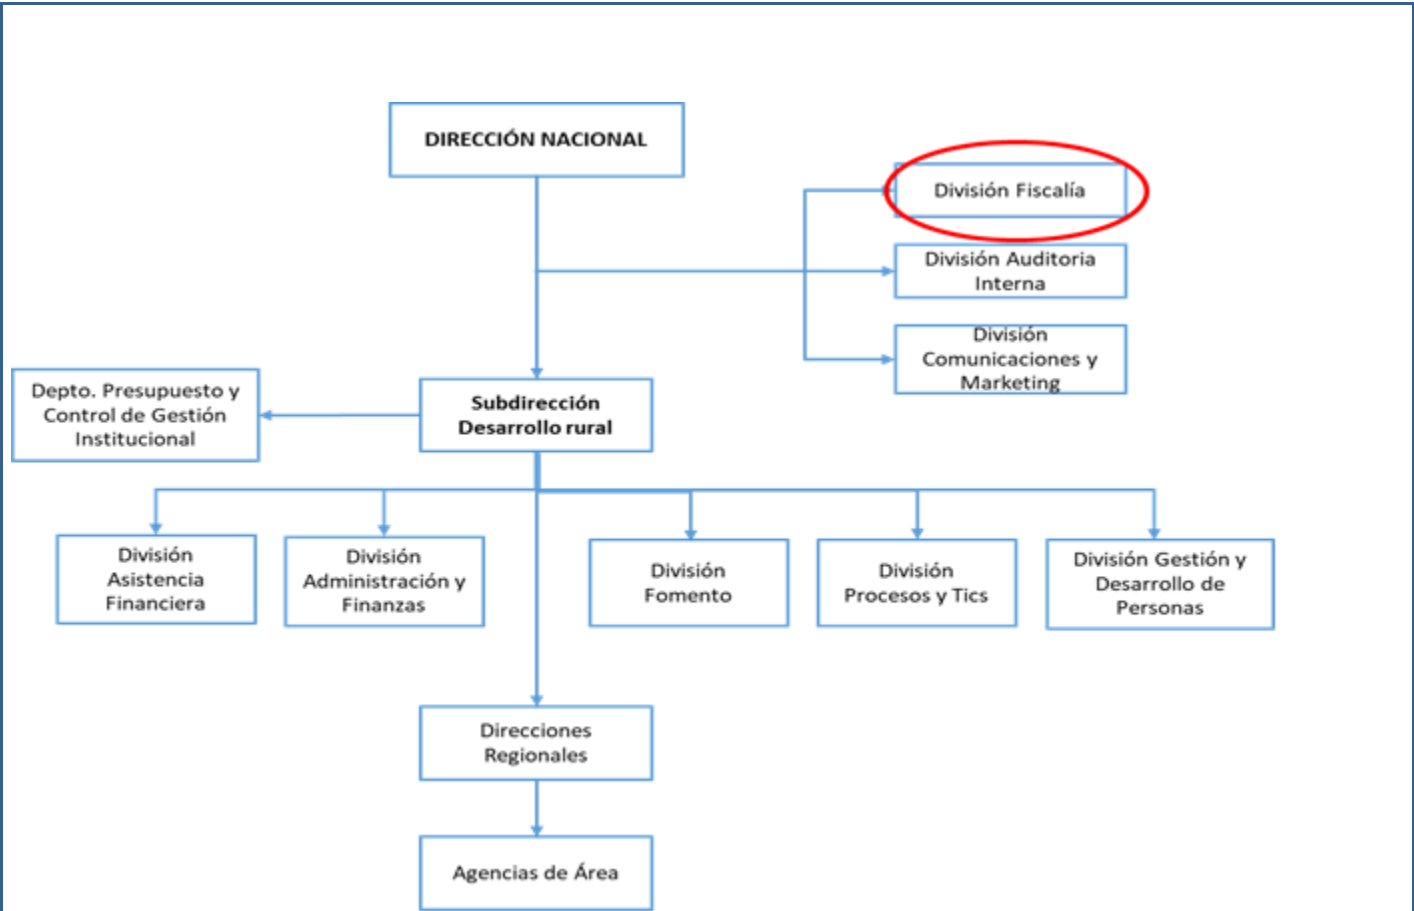 DIRECCIÓN NACIONAL
División Fiscalía
División Auditoria
Interna
División
Comunicaciones y
Marketing
Depto. Presupuesto y
Control de Gestión
Institucional
Subdirección
Desarrollo rural
División
Asistencia
Financiera
División
Administración y
Finanzas
División
Fomento
División
Procesos y Tics
División Gestión y
Desarrollo de
Personas
Direcciones
Regionales
Agencias de Área